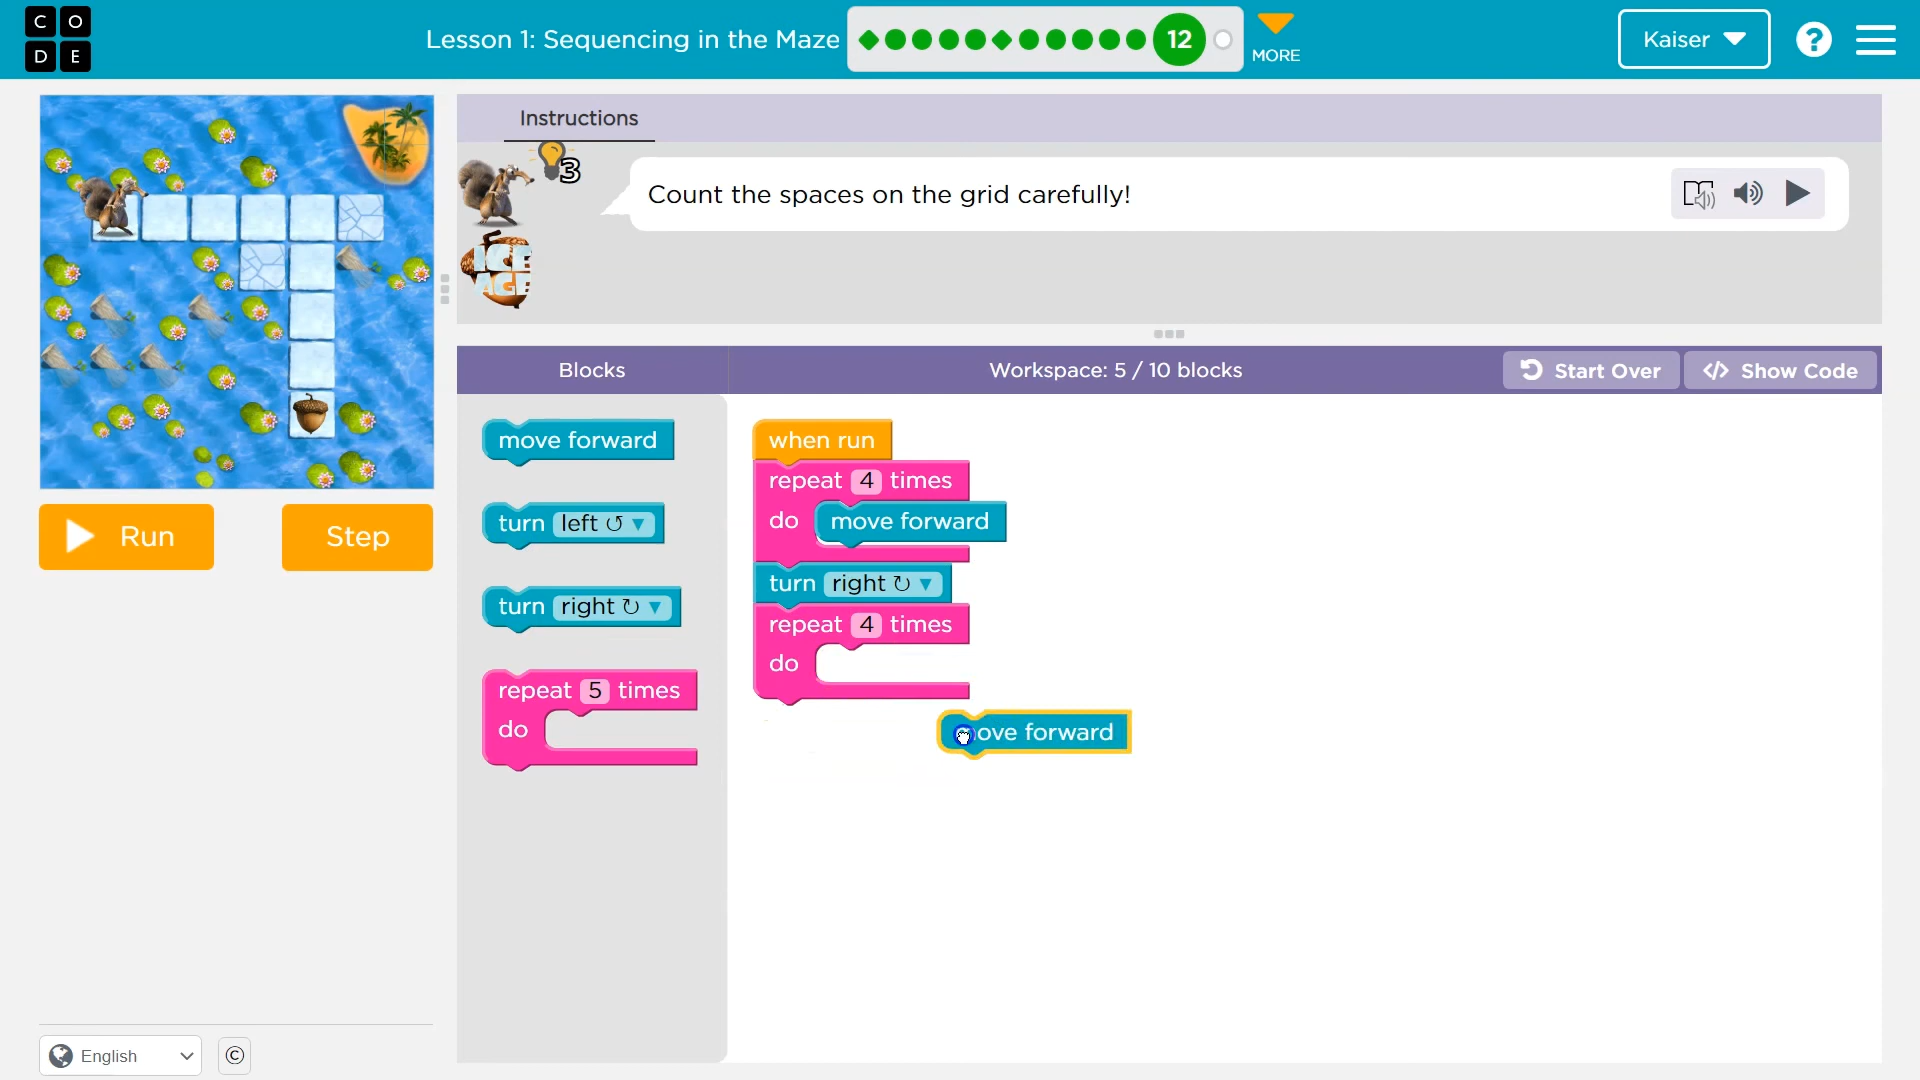 C O
D E
Lesson 1: Sequencing in the Maze
12
MORE
Kaiser
?
Instructions
3
Count the spaces on the grid carefully!
ICE
AGE
Blocks
Workspace: 5 / 10 blocks
Start Over
</> Show Code
move forward
turn left ↺ ▼
turn right ↻ ▼
repeat 5 times
do
when run
repeat 4 times
do move forward
turn right ↻ ▼
repeat 4 times
do
ove forward
Run
Step
English
©